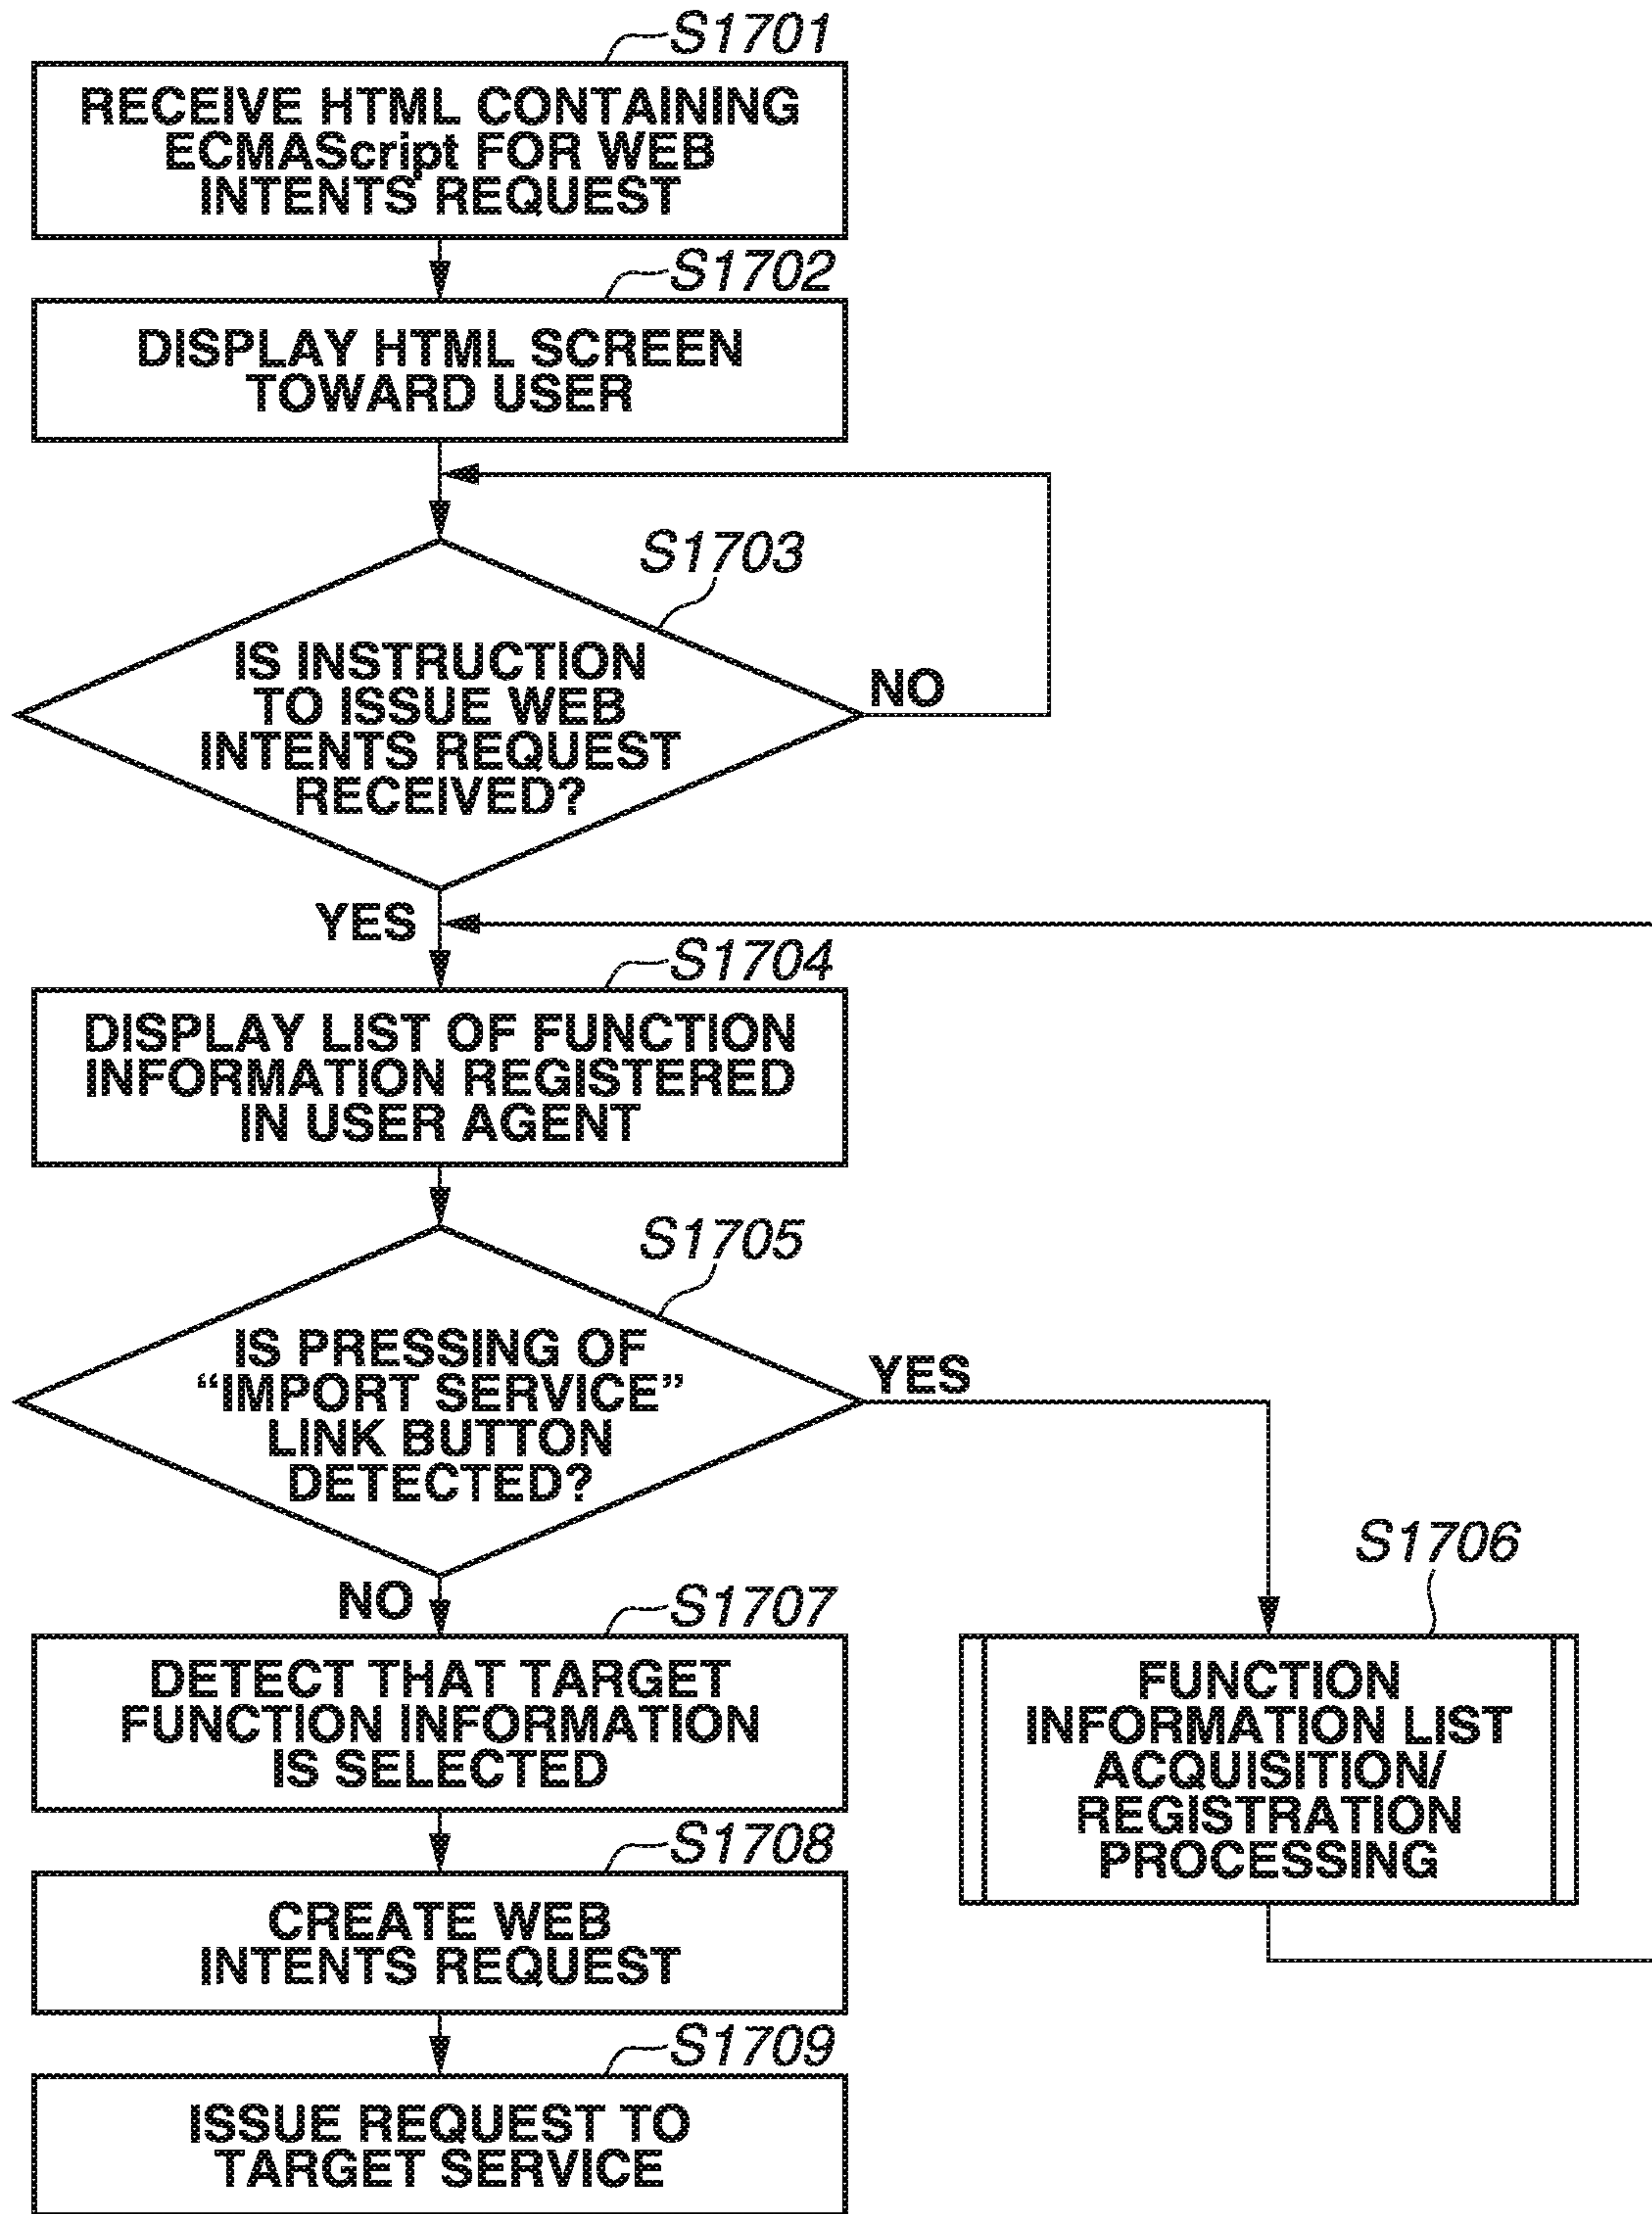 S1701
RECEIVE HTML CONTAINING
ECMAScript FOR WEB
INTENTS REQUEST
S1702
DISPLAY HTML SCREEN
TOWARD USER
S1703
IS INSTRUCTION
TO ISSUE WEB
INTENTS REQUEST
RECEIVED?
NO
YES
S1704
DISPLAY LIST OF FUNCTION
INFORMATION REGISTERED
IN USER AGENT
S1705
IS PRESSING OF
“IMPORT SERVICE”
LINK BUTTON
DETECTED?
YES
NO
S1706
FUNCTION
INFORMATION LIST
ACQUISITION/
REGISTRATION
PROCESSING
S1707
DETECT THAT TARGET
FUNCTION INFORMATION
IS SELECTED
S1708
CREATE WEB
INTENTS REQUEST
S1709
ISSUE REQUEST TO
TARGET SERVICE